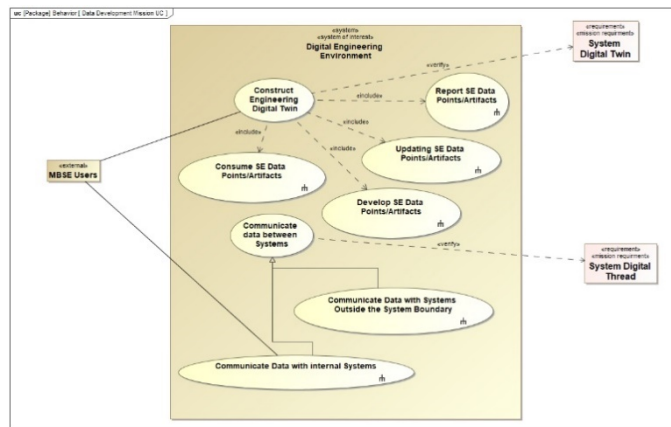 uc [Package] Behavior [ Data Development Mission UC ]
«system»
«system of interest»
Digital Engineering
Environment
«requirement»
«mission requirment»
System
Digital Twin
«verify»
Construct
Engineering
Digital Twin
«include»
Report SE Data
Points/Artifacts
«include»
«include»
«include»
Updating SE Data
Points/Artifacts
«external»
MBSE Users
Consume SE Data
Points/Artifacts
Develop SE Data
Points/Artifacts
Communicate
data between
Systems
«verify»
«requirement»
«mission requirment»
System Digital
Thread
Communicate Data with Systems
Outside the System Boundary
Communicate Data with internal Systems